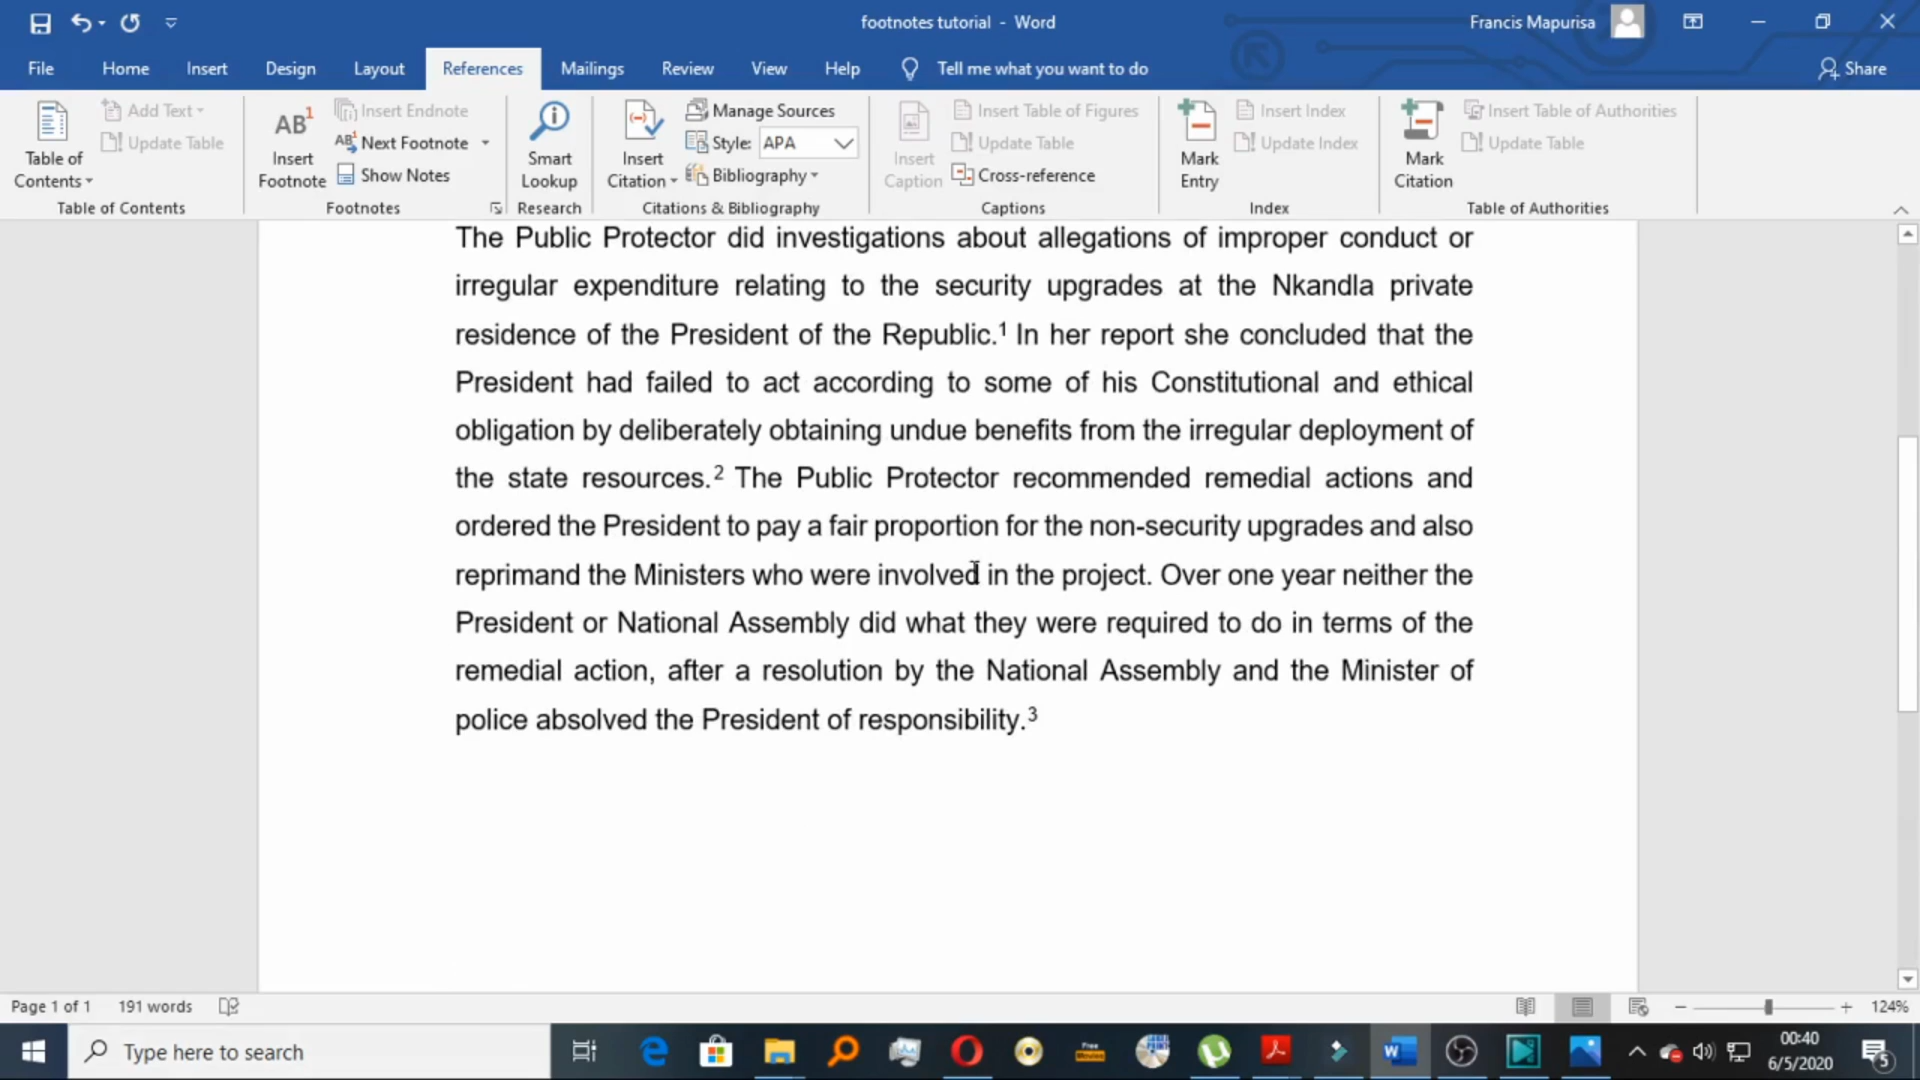 footnotes tutorial - Word
Francis Mapurisa
File Home Insert Design Layout References Mailings Review View Help Tell me what you want to do Share
Table of Contents
Add Text
Update Table
Table of Contents
AB1 Insert Footnote
Insert Endnote
AB1 Next Footnote
Show Notes
Footnotes
Smart Lookup
Research
Insert Citation
Manage Sources
Style: APA
Bibliography
Citations & Bibliography
Insert Caption
Insert Table of Figures
Update Table
Cross-reference
Captions
Mark Entry
Insert Index
Update Index
Index
Mark Citation
Insert Table of Authorities
Update Table
Table of Authorities
The Public Protector did investigations about allegations of improper conduct or
irregular expenditure relating to the security upgrades at the Nkandla private
residence of the President of the Republic.1 In her report she concluded that the
President had failed to act according to some of his Constitutional and ethical
obligation by deliberately obtaining undue benefits from the irregular deployment of
the state resources.2 The Public Protector recommended remedial actions and
ordered the President to pay a fair proportion for the non-security upgrades and also
reprimand the Ministers who were involved in the project. Over one year neither the
President or National Assembly did what they were required to do in terms of the
remedial action, after a resolution by the National Assembly and the Minister of
police absolved the President of responsibility.3
Page 1 of 1 191 words
124%
Type here to search
Free Movies
00:40
6/5/2020
5